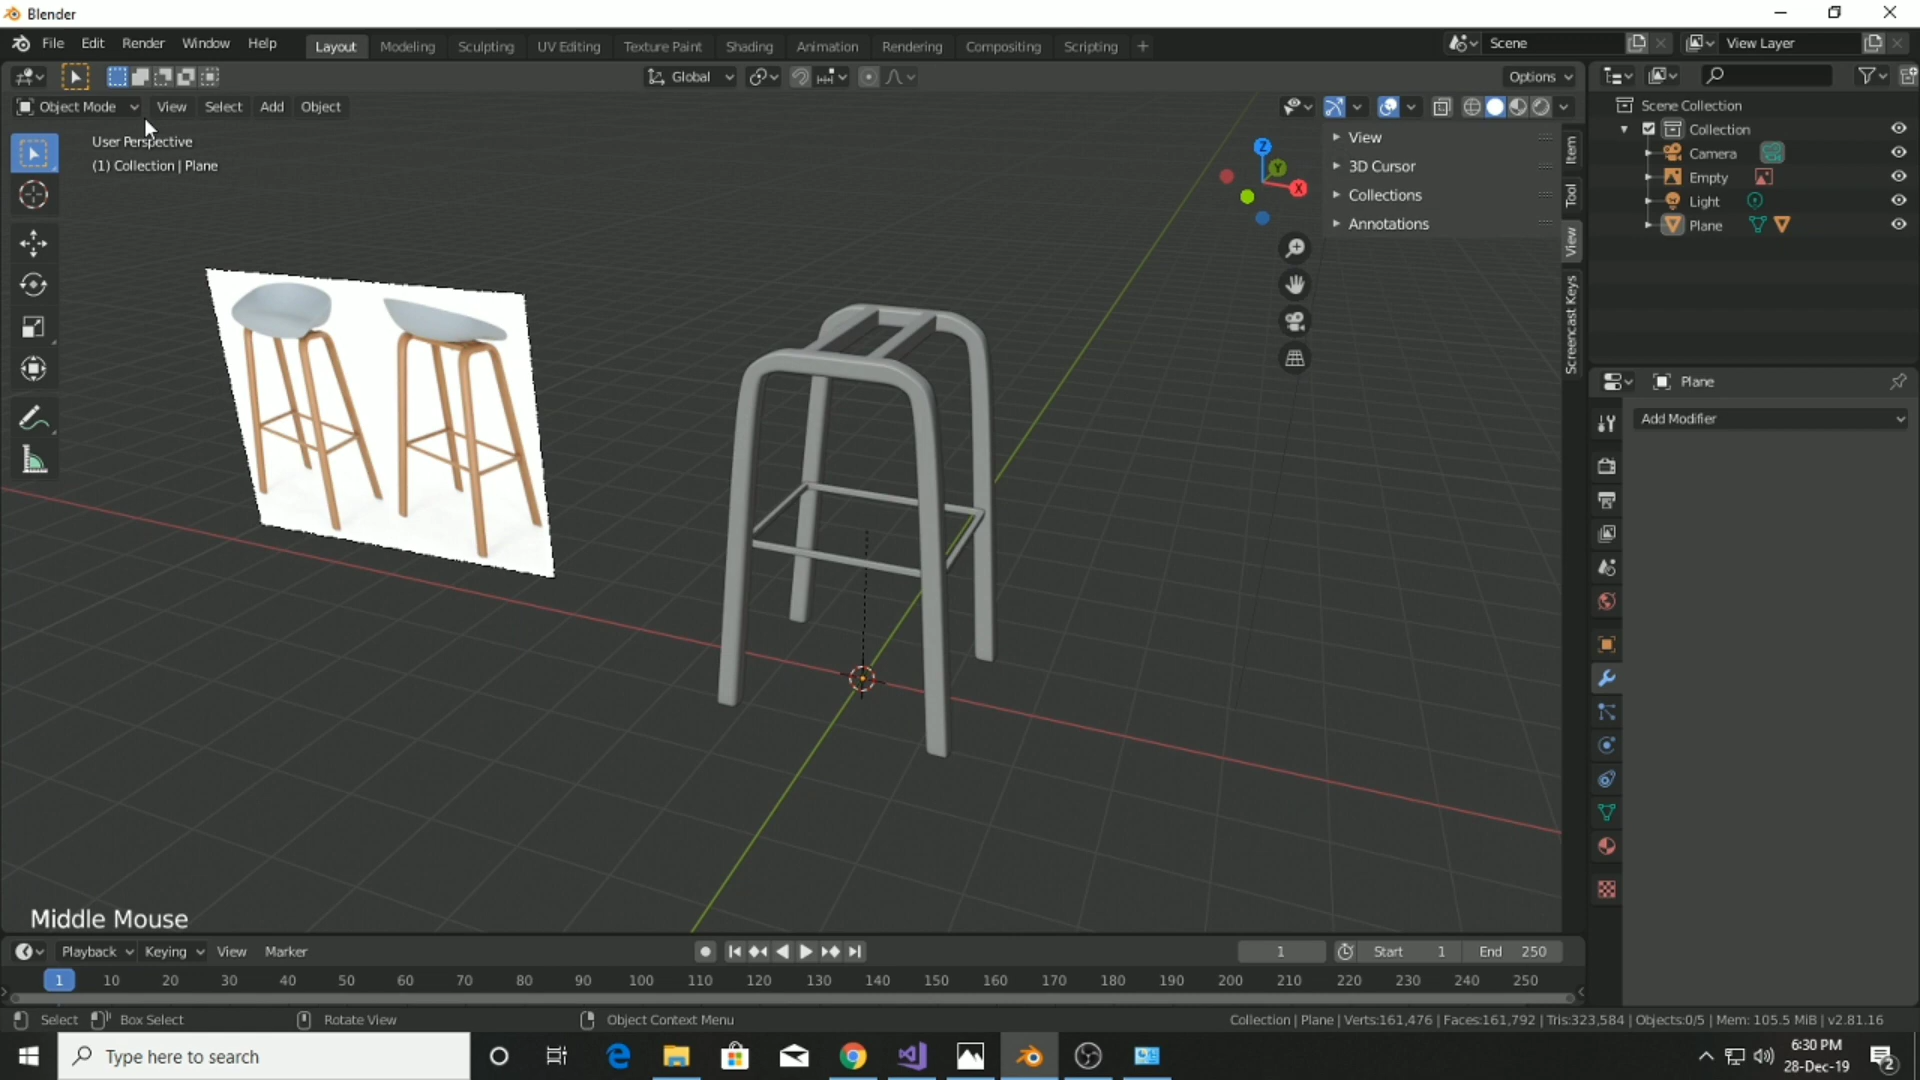 Blender
File Edit Render Window Help Layout Modeling Sculpting UV Editing Texture Paint Shading Animation Rendering Compositing Scripting + Scene View Layer
Global Options
Object Mode View Select Add Object
User Perspective
(1) Collection | Plane
Z
Y
X
View
3D Cursor
Collections
Annotations
Item
Tool
View
Screencast Keys
Scene Collection
Collection
Camera
Empty
Light
Plane
Plane
Add Modifier
Middle Mouse
Playback Keying View Marker 1 Start 1 End 250
1 10 20 30 40 50 60 70 80 90 100 110 120 130 140 150 160 170 180 190 200 210 220 230 240 250
Select Box Select Rotate View Object Context Menu Collection | Plane | Verts:161,476 | Faces:161,792 | Tris:323,584 | Objects:0/5 | Mem: 105.5 MiB | v2.81.16
Type here to search
6:30 PM
28-Dec-19
2